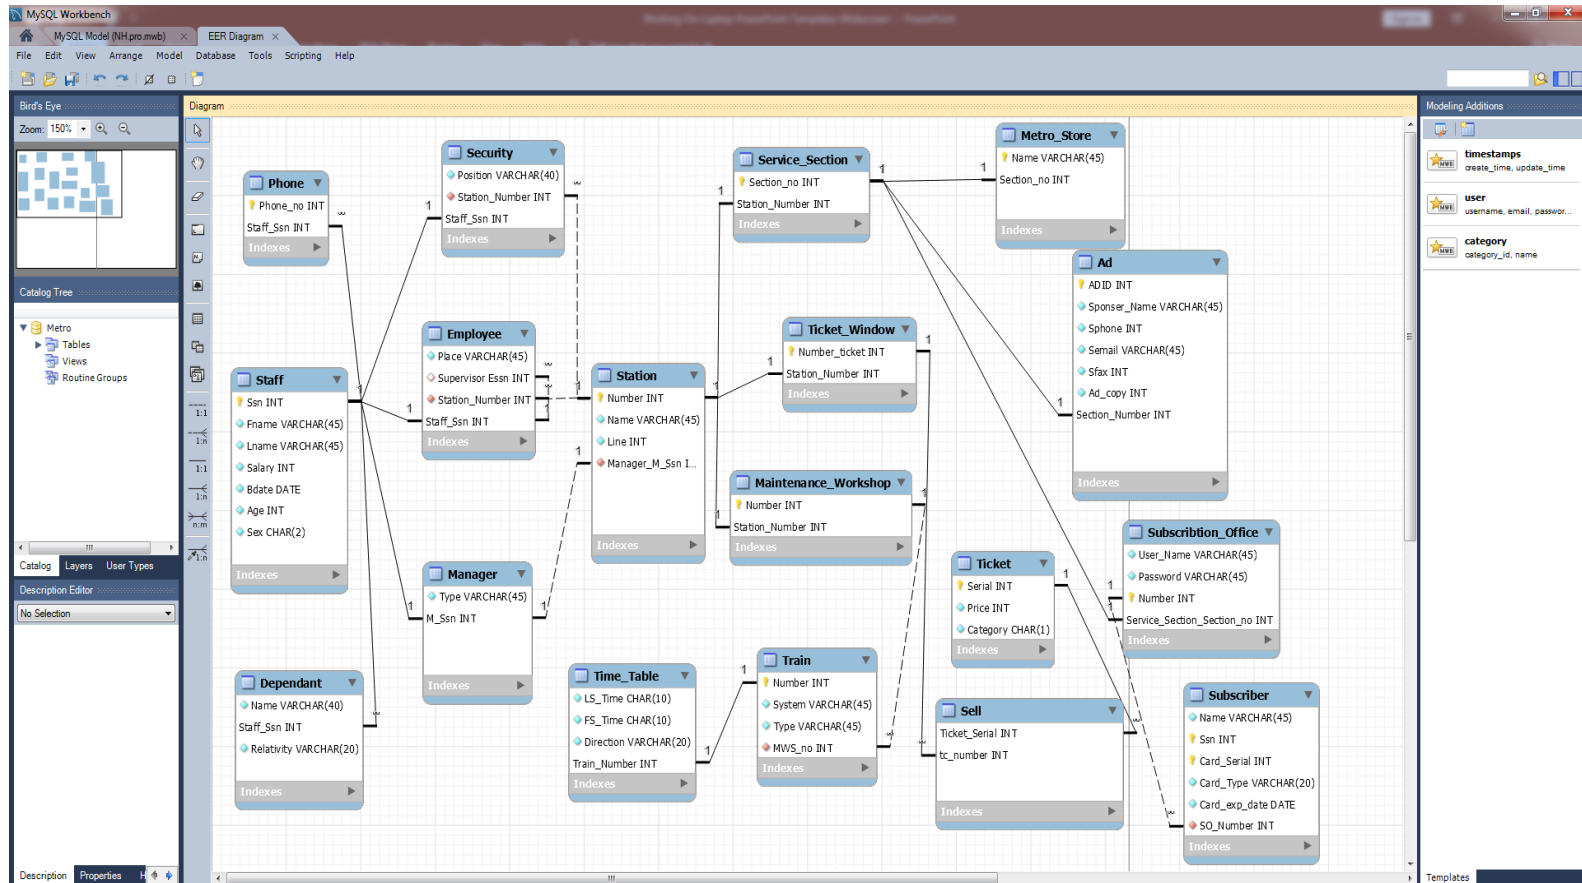 MySQL Workbench
MySQL Model (NH.pro.mwb) ×
EER Diagram ×
File Edit View Arrange Model Database Tools Scripting Help
Bird's Eye
Zoom: 150%
Catalog Tree
Metro
Tables
Views
Routine Groups
Catalog Layers User Types
Description Editor
No Selection
Description Properties H
Diagram
1:1
1:n
1:1
1:n
n:m
1:n
Phone
Phone_no INT
Staff_Ssn INT
Indexes
Security
Position VARCHAR(40)
Station_Number INT
Staff_Ssn INT
Indexes
Service_Section
Section_no INT
Station_Number INT
Indexes
Metro_Store
Name VARCHAR(45)
Section_no INT
Indexes
Ad
ADID INT
Sponser_Name VARCHAR(45)
Sphone INT
Semail VARCHAR(45)
Sfax INT
Ad_copy INT
Section_Number INT
Indexes
Staff
Ssn INT
Fname VARCHAR(45)
Lname VARCHAR(45)
Salary INT
Bdate DATE
Age INT
Sex CHAR(2)
Indexes
Employee
Place VARCHAR(45)
Supervisor Essn INT
Station_Number INT
Staff_Ssn INT
Indexes
Station
Number INT
Name VARCHAR(45)
Line INT
Manager_M_Ssn I...
Indexes
Ticket_Window
Number_ticket INT
Station_Number INT
Indexes
Maintenance_Workshop
Number INT
Station_Number INT
Indexes
Manager
Type VARCHAR(45)
M_Ssn INT
Indexes
Ticket
Serial INT
Price INT
Category CHAR(1)
Indexes
Subscribtion_Office
User_Name VARCHAR(45)
Password VARCHAR(45)
Number INT
Service_Section_Section_no INT
Indexes
Dependant
Name VARCHAR(40)
Staff_Ssn INT
Relativity VARCHAR(20)
Indexes
Time_Table
LS_Time CHAR(10)
FS_Time CHAR(10)
Direction VARCHAR(20)
Train_Number INT
Indexes
Train
Number INT
System VARCHAR(45)
Type VARCHAR(45)
MWS_no INT
Indexes
Sell
Ticket_Serial INT
tc_number INT
Indexes
Subscriber
Name VARCHAR(45)
Ssn INT
Card_Serial INT
Card_Type VARCHAR(20)
Card_exp_date DATE
SO_Number INT
Indexes
Modeling Additions
timestamps
create_time, update_time
user
username, email, passwor...
category
category_id, name
Templates